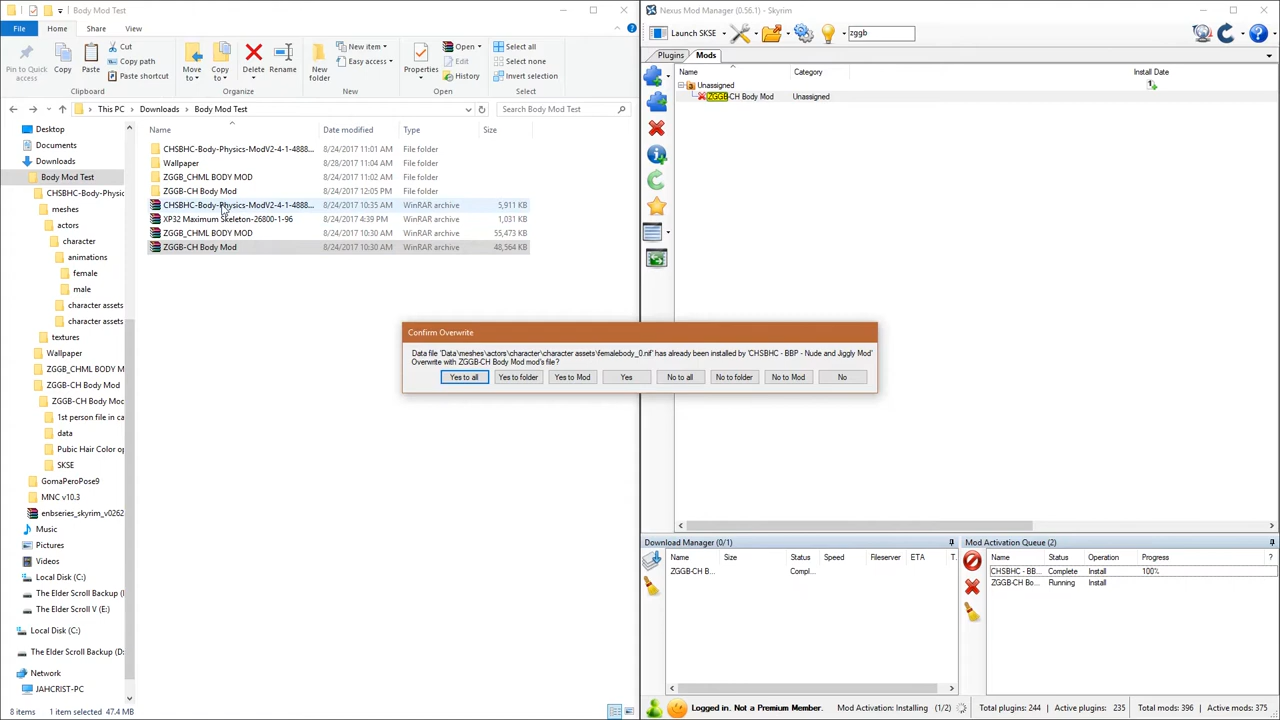 Body Mod Test
File
Home
Share
View
Pin to Quick access
Copy
Paste
Cut
Copy path
Paste shortcut
Clipboard
Move to
Copy to
Delete
Rename
Organize
New folder
New item
Easy access
New
Properties
Open
Edit
History
Open
Select all
Select none
Invert selection
Select
This PC
Downloads
Body Mod Test
Search Body Mod Test
Desktop
Documents
Downloads
Body Mod Test
CHSBHC-Body-Physic
meshes
actors
character
animations
female
male
character assets
character assets
textures
Wallpaper
ZGGB_CHML BODY M
ZGGB-CH Body Mod
ZGGB-CH Body Moc
1st person file in ca
data
Pubic Hair Color op
SKSE
GomaPeroPose9
MNC v10.3
enbseries_skyrim_v0262
Music
Pictures
Videos
Local Disk (C:)
The Elder Scroll Backup (
The Elder Scroll V (E:)
Local Disk (C:)
The Elder Scroll Backup (D
Network
JAHCRIST-PC
Name Date modified Type Size
CHSBHC-Body-Physics-ModV2-4-1-4888... 8/24/2017 11:01 AM File folder
Wallpaper 8/28/2017 11:04 AM File folder
ZGGB_CHML BODY MOD 8/24/2017 11:02 AM File folder
ZGGB-CH Body Mod 8/24/2017 12:05 PM File folder
CHSBHC-Body-Physics-ModV2-4-1-4888... 8/24/2017 10:35 AM WinRAR archive 5,911 KB
XP32 Maximum Skeleton-26800-1-96 8/24/2017 4:39 PM WinRAR archive 1,031 KB
ZGGB_CHML BODY MOD 8/24/2017 10:30 AM WinRAR archive 55,473 KB
ZGGB-CH Body Mod 8/24/2017 10:30 AM WinRAR archive 48,564 KB
8 items 1 item selected 47.4 MB
Nexus Mod Manager (0.56.1) - Skyrim
Launch SKSE
zggb
Plugins Mods
Name Category Install Date
Unassigned 1
ZGGB-CH Body Mod Unassigned
Confirm Overwrite
Data file 'Data\meshes\actors\character\character assets\femalebody_0.nif' has already been installed by 'CHSBHC - BBP - Nude and Jiggly Mod'
Overwrite with ZGGB-CH Body Mod mod's file?
Yes to all Yes to folder Yes to Mod Yes No to all No to folder No to Mod No
Download Manager (0/1)
Name Size Status Speed Fileserver ETA T.
ZGGB-CH B... Compl...
Mod Activation Queue (2)
Name Status Operation Progress ?
CHSBHC - BB... Complete Install 100%
ZGGB-CH Bo... Running Install
Logged in. Not a Premium Member. Mod Activation: Installing (1/2) Total plugins: 244 | Active plugins: 235 Total mods: 396 | Active mods: 375